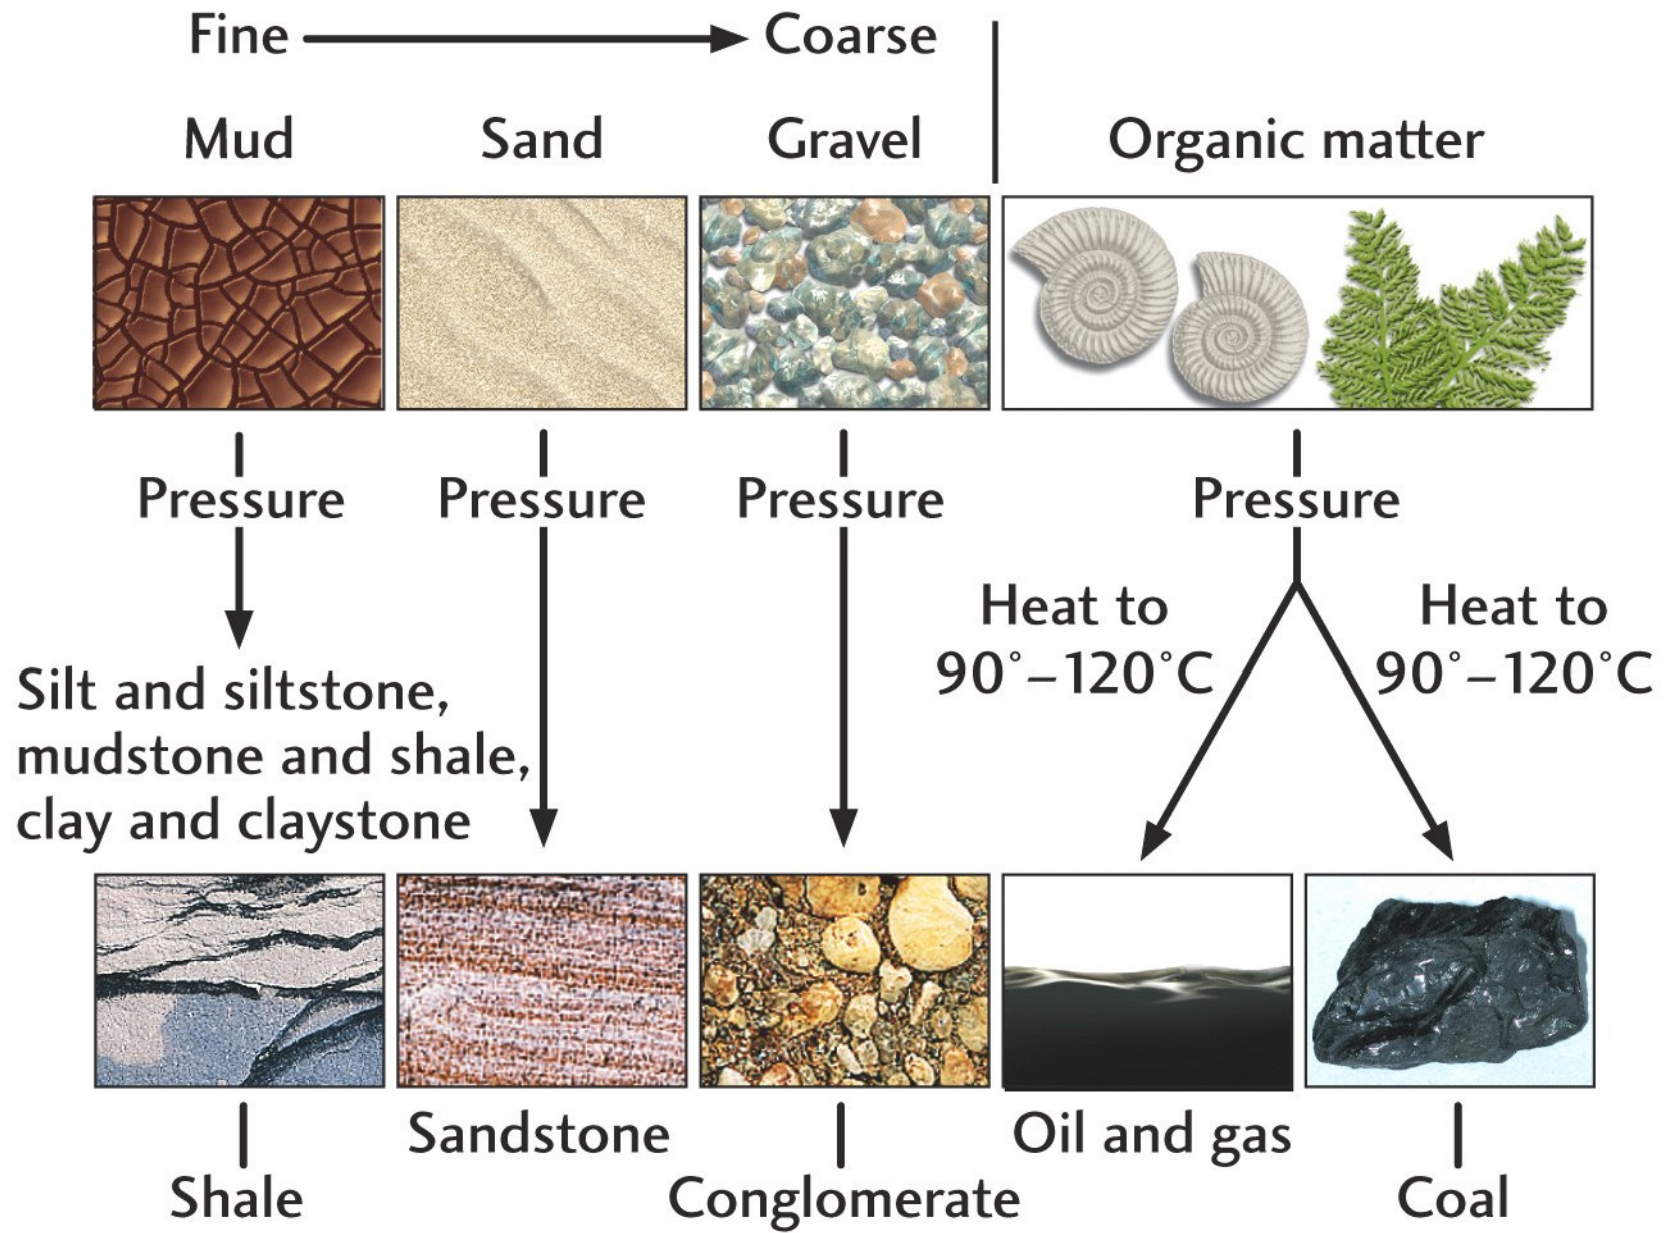 Fine Coarse
Mud Sand Gravel Organic matter
Pressure Pressure Pressure Pressure
Heat to Heat to
90°–120°C 90°–120°C
Silt and siltstone,
mudstone and shale,
clay and claystone
Sandstone Oil and gas
Shale Conglomerate Coal